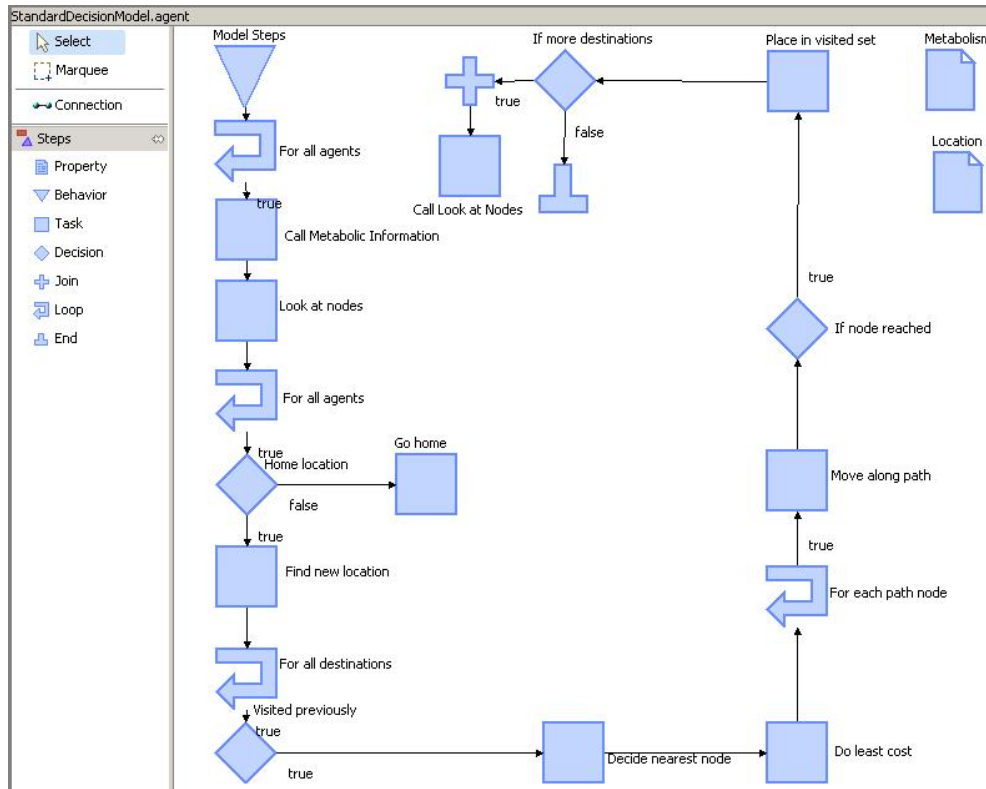 StandardDecisionModel.agent
Select
Marquee
Connection
Steps
Property
Behavior
Task
Decision
Join
Loop
End
Model Steps
For all agents
true
Call Metabolic Information
Look at nodes
For all agents
true
Home location
Go home
false
true
Find new location
For all destinations
Visited previously
true
true
Decide nearest node
Do least cost
For each path node
true
Move along path
If node reached
true
Place in visited set
If more destinations
true
false
Call Look at Nodes
Metabolism
Location